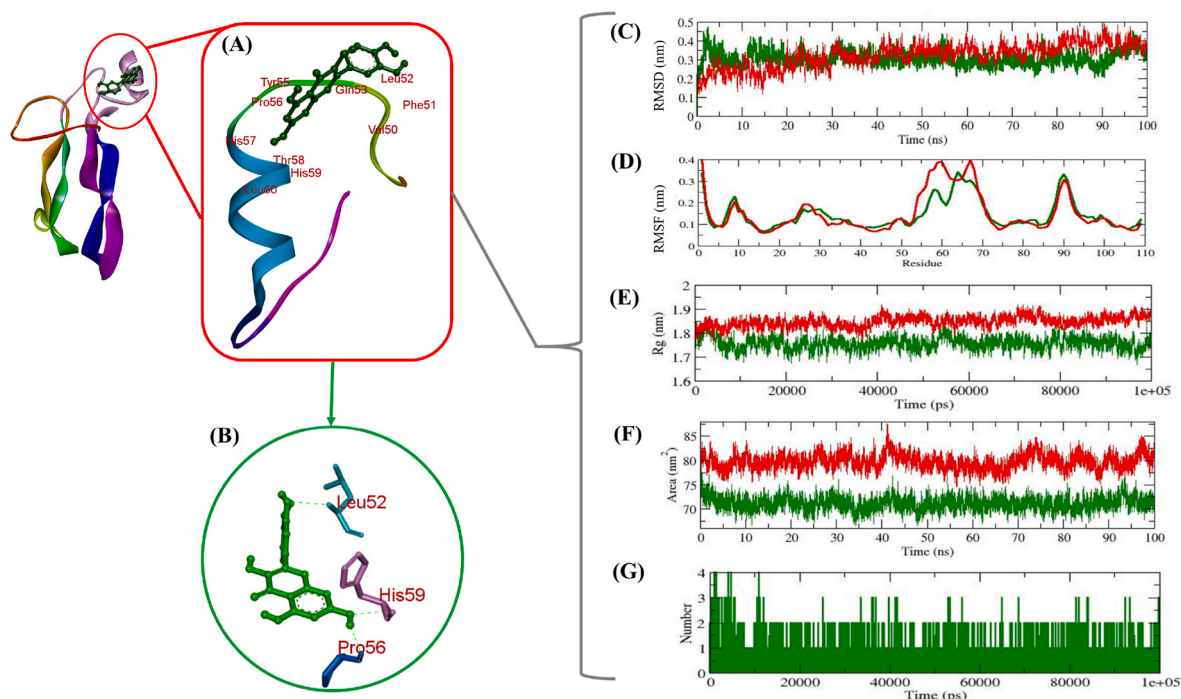 (A)
Tyr55
Leu52
Gln53
Pro56
Phe51
Val50
His57
Thr58
His59
Leu60
(B)
Leu52
His59
Pro56
(C)
RMSD (nm)
0.5
0.4
0.3
0.2
0.1
0 10 20 30 40 50 60 70 80 90 100
Time (ns)
(D)
RMSF (nm)
0.4
0.3
0.2
0.1
0
0 10 20 30 40 50 60 70 80 90 100 110
Residue
(E)
Rg (nm)
2
1.9
1.8
1.7
1.6
0 20000 40000 60000 80000 1e+05
Time (ps)
(F)
Area (nm²)
85
80
75
70
0 10 20 30 40 50 60 70 80 90 100
Time (ns)
(G)
Number
4
3
2
1
0
0 20000 40000 60000 80000 1e+05
Time (ps)